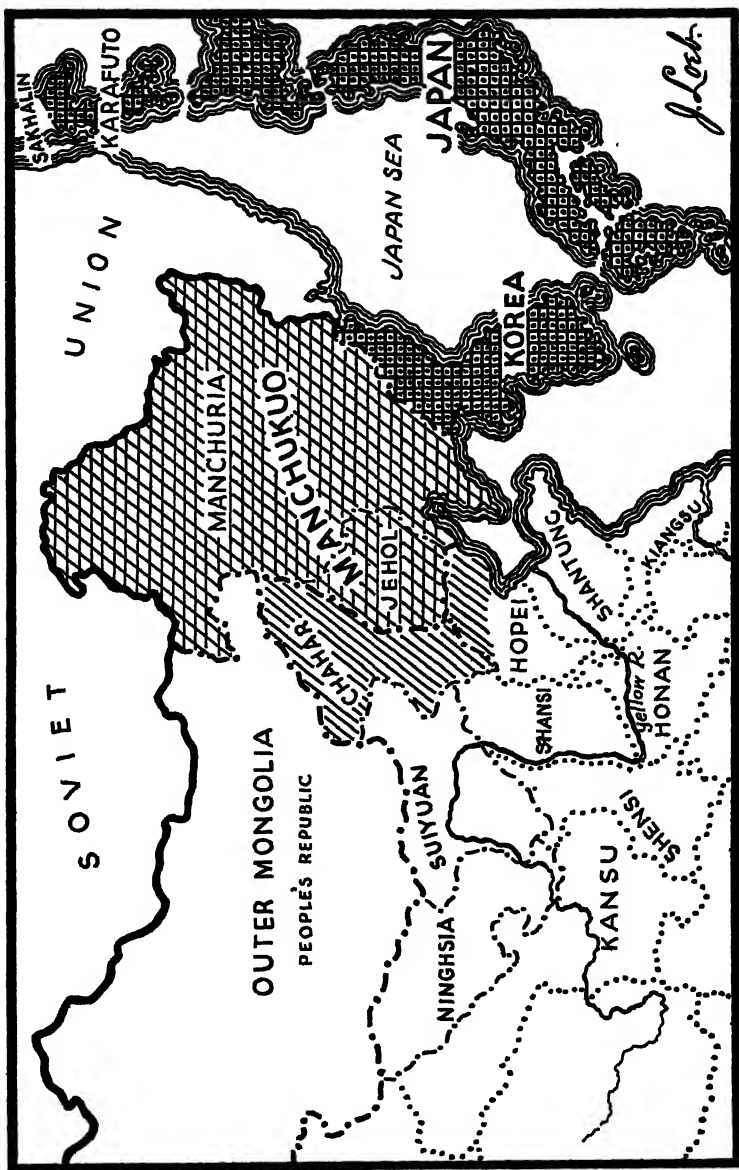 SOVIET
UNION
SAKHALIN
KARAFUTO
OUTER MONGOLIA
PEOPLE'S REPUBLIC
MANCHURIA
MANCHUKUO
JEHOL
CHAHAR
JAPAN SEA
JAPAN
KOREA
SUIYUAN
NINGHSIA
HOPEI
SHANSI
SHANTUNG
Yellow R.
KANSU
SHENSI
HONAN
KIANGSU
J. Loeb.